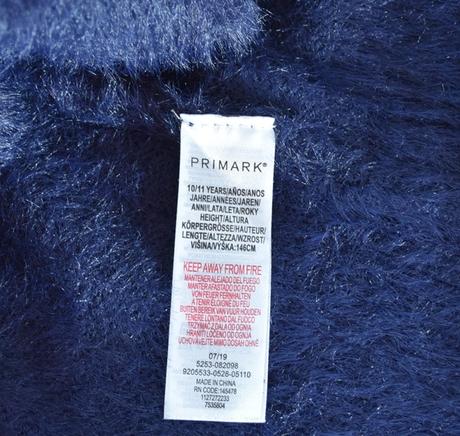 PRIMARK®
10/11 YEARS/AÑOS/ANOS
JAHRE/ANNÉES/JAREN/
ANNI/LATA/LETA/ROKY
HEIGHT/ALTURA
KÖRPERGRÖSSE/HAUTEUR/
LENGTE/ALTEZZA/WZROST/
VIŠINA/VÝŠKA:146CM
KEEP AWAY FROM FIRE
MANTENER ALEJADO DEL FUEGO
MANTER AFASTADO DO FOGO
VON FEUER FERNHALTEN
A TENIR ÉLOIGNÉ DU FEU
BUITEN BEREIK VAN VUUR HOUDEN
TENERE LONTANO DAL FUOCO
TRZYMAĆ Z DALA OD OGNIA
HRANITI LOČENO OD OGNJA
UCHOVÁVEJTE MIMO DOSAH OHNĚ
07/19
5253-082098
9205533-0528-05110
MADE IN CHINA
RN CODE: 145478
1127272233
7535804